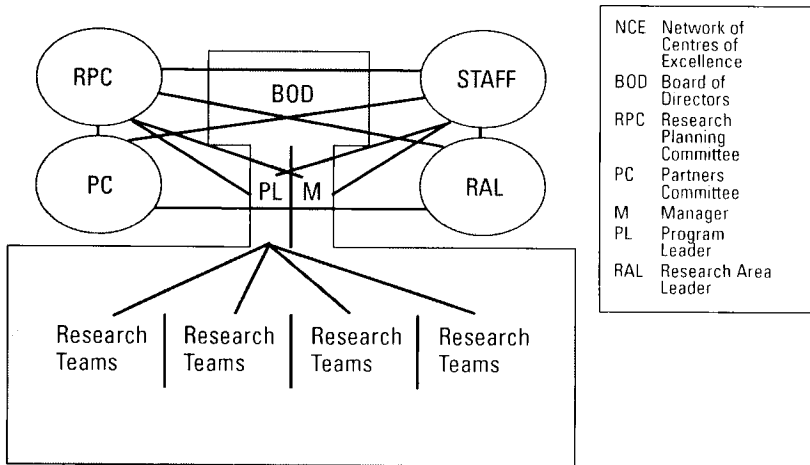 RPC
BOD
STAFF
PC
PL
M
RAL
Research
Teams
Research
Teams
Research
Teams
Research
Teams
NCE Network of
Centres of
Excellence
BOD Board of
Directors
RPC Research
Planning
Committee
PC Partners
Committee
M Manager
PL Program
Leader
RAL Research Area
Leader